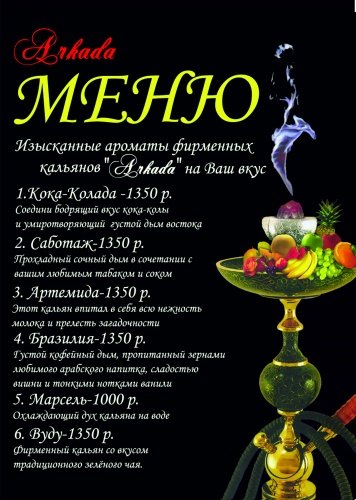 Arkada
МЕНЮ
Изысканные ароматы фирменных
кальянов "Arkada" на Ваш вкус
1.Кока-Колада -1350 р.
Соедини бодрящий вкус кока-колы
и умиротворяющий густой дым востока
2. Саботаж-1350 р.
Прохладный сочный дым в сочетании с
вашим любимым табаком и соком
3. Артемида-1350 р.
Этот кальян впитал в себя всю нежность
молока и прелесть загадочности
4. Бразилия-1350 р.
Густой кофейный дым, пропитанный зернами
любимого арабского напитка, сладостью
вишни и тонкими нотками ванили
5. Марсель-1000 р.
Охлаждающий дух кальяна на воде
6. Вуду-1350 р.
Фирменный кальян со вкусом
традиционного зелёного чая.